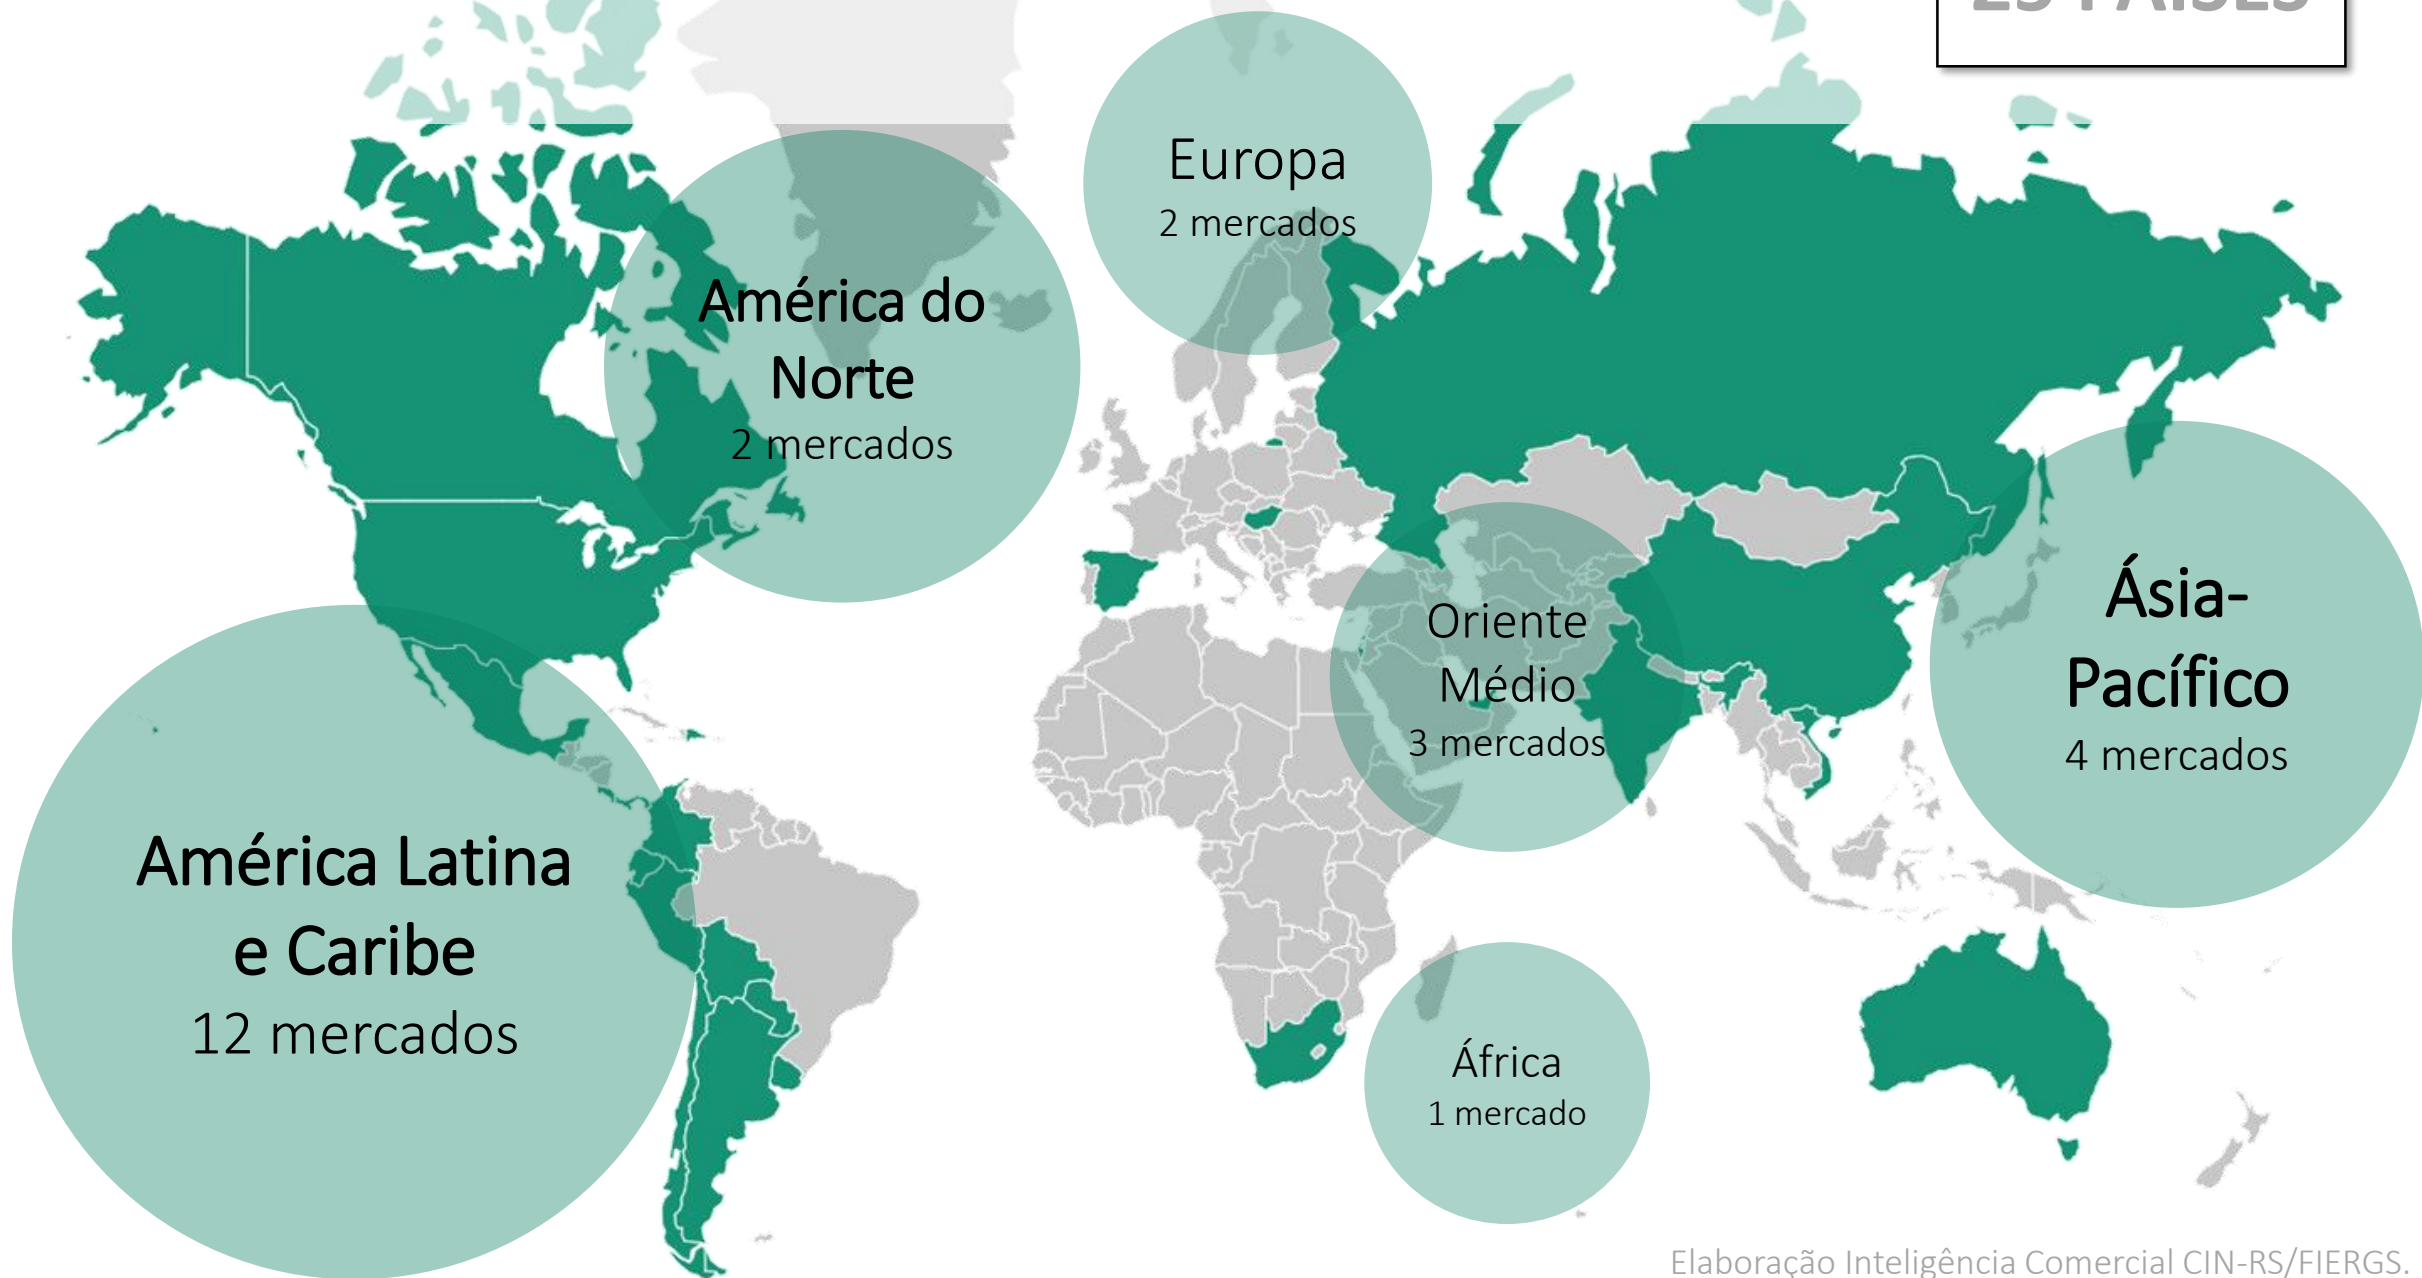 Europa
2 mercados
América do
Norte
2 mercados
Oriente
Médio
3 mercados
Ásia-
Pacífico
4 mercados
América Latina
e Caribe
12 mercados
África
1 mercado
Elaboração Inteligência Comercial CIN-RS/FIERGS.